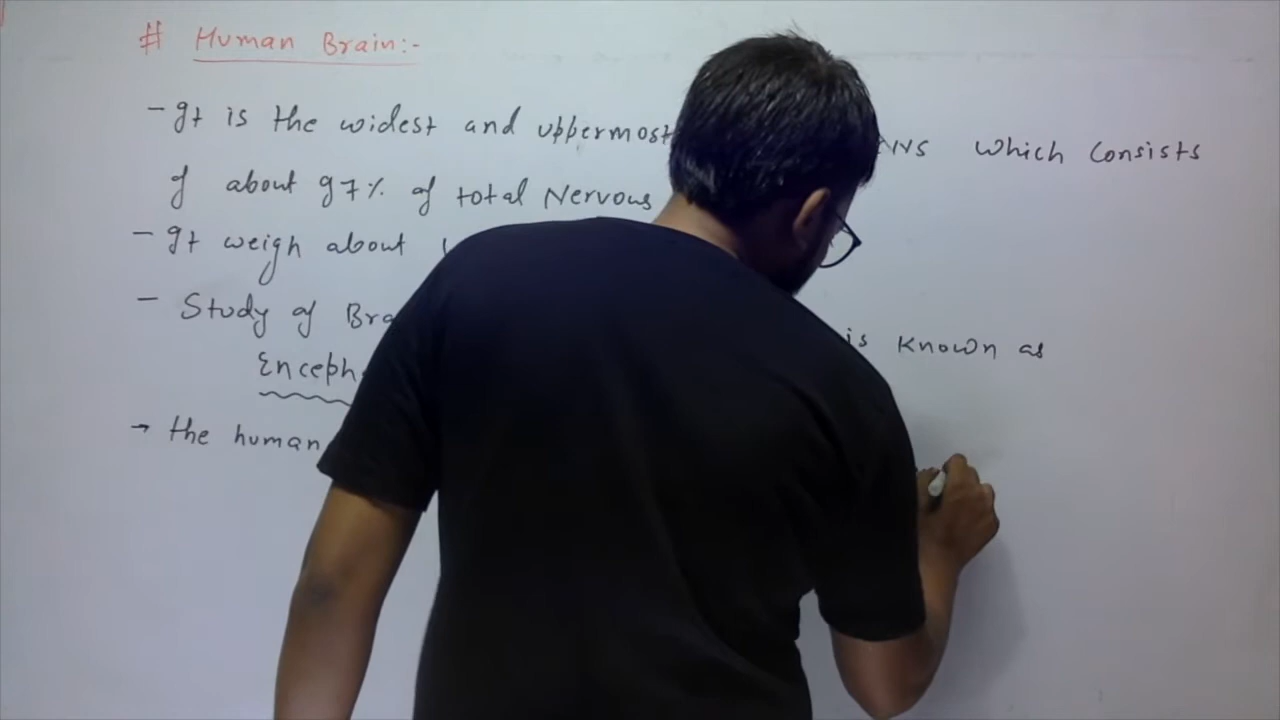 # Human Brain:-
- It is the widest and uppermost CNS which consists
of about 97% of total Nervous
- It weigh about
- Study of Bra is known as
Enceph
→ the human